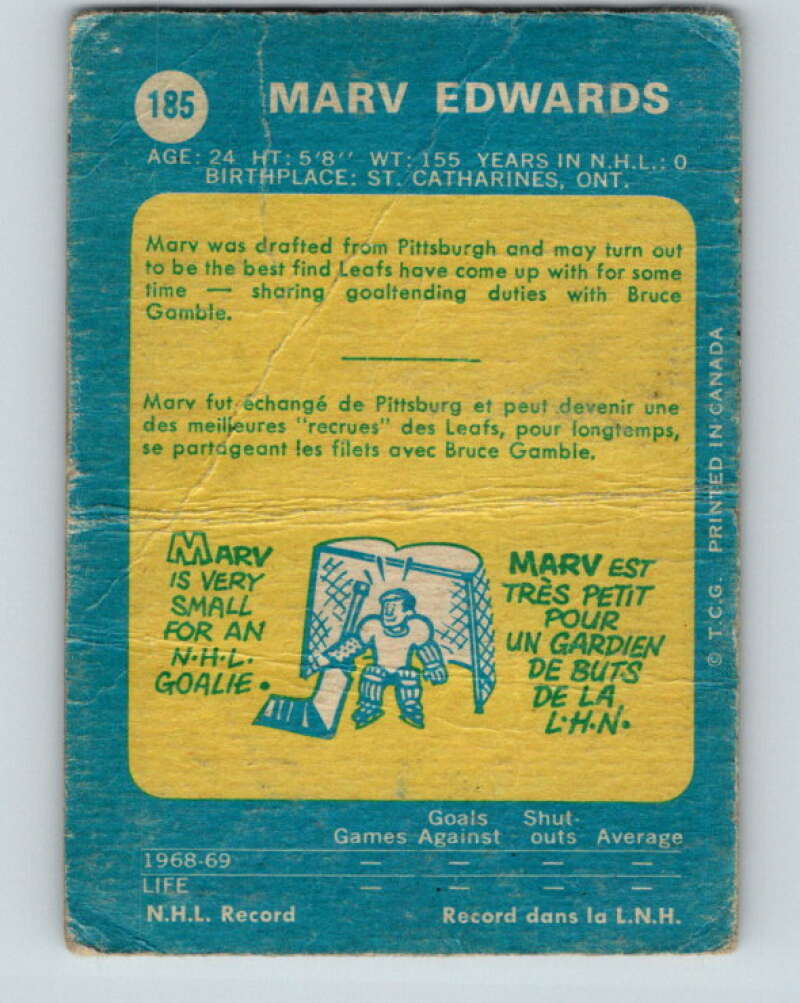 185 MARV EDWARDS
AGE: 24 HT: 5'8'' WT: 155 YEARS IN N.H.L.: 0
BIRTHPLACE: ST. CATHARINES, ONT.
Marv was drafted from Pittsburgh and may turn out
to be the best find Leafs have come up with for some
time — sharing goaltending duties with Bruce
Gamble.
Marv fut échangé de Pittsburg et peut devenir une
des meilleures "recrues" des Leafs, pour longtemps,
se partageant les filets avec Bruce Gamble.
MARV
IS VERY
SMALL
FOR AN
N.H.L.
GOALIE.
MARV EST
TRÈS PETIT
POUR
UN GARDIEN
DE BUTS
DE LA
L.H.N.
© T.C.G. PRINTED IN CANADA
Goals Shut-
Games Against outs Average
1968-69 — — — —
LIFE — — — —
N.H.L. Record Record dans la L.N.H.